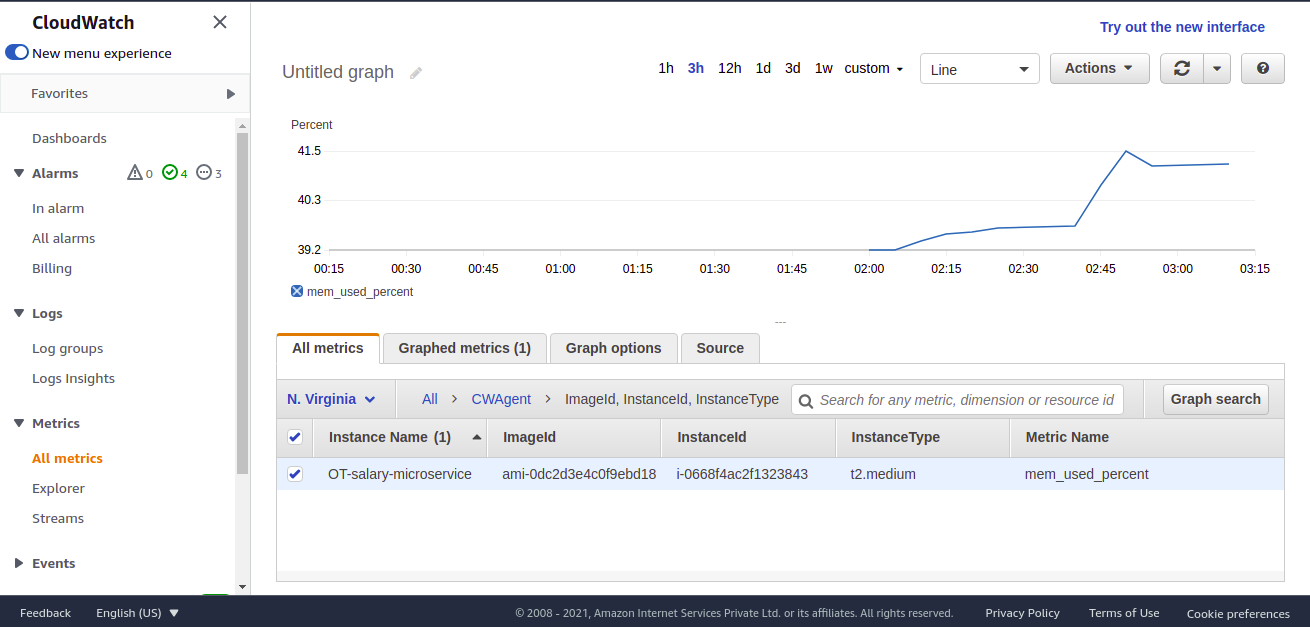 CloudWatch
New menu experience
Favorites
Dashboards
Alarms 0 4 3
In alarm
All alarms
Billing
Logs
Log groups
Logs Insights
Metrics
All metrics
Explorer
Streams
Events
Try out the new interface
Untitled graph
1h 3h 12h 1d 3d 1w custom Line Actions
Percent
41.5
40.3
39.2
00:15 00:30 00:45 01:00 01:15 01:30 01:45 02:00 02:15 02:30 02:45 03:00 03:15
mem_used_percent
All metrics Graphed metrics (1) Graph options Source
N. Virginia All > CWAgent > ImageId, InstanceId, InstanceType Search for any metric, dimension or resource id Graph search
Instance Name (1) ImageId InstanceId InstanceType Metric Name
OT-salary-microservice ami-0dc2d3e4c0f9ebd18 i-0668f4ac2f1323843 t2.medium mem_used_percent
Feedback English (US) © 2008 - 2021, Amazon Internet Services Private Ltd. or its affiliates. All rights reserved. Privacy Policy Terms of Use Cookie preferences